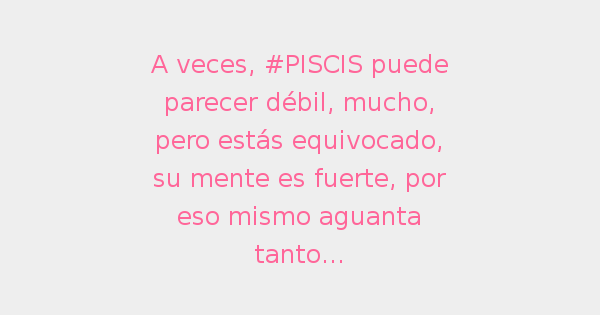 A veces, #PISCIS puede
parecer débil, mucho,
pero estás equivocado,
su mente es fuerte, por
eso mismo aguanta
tanto...